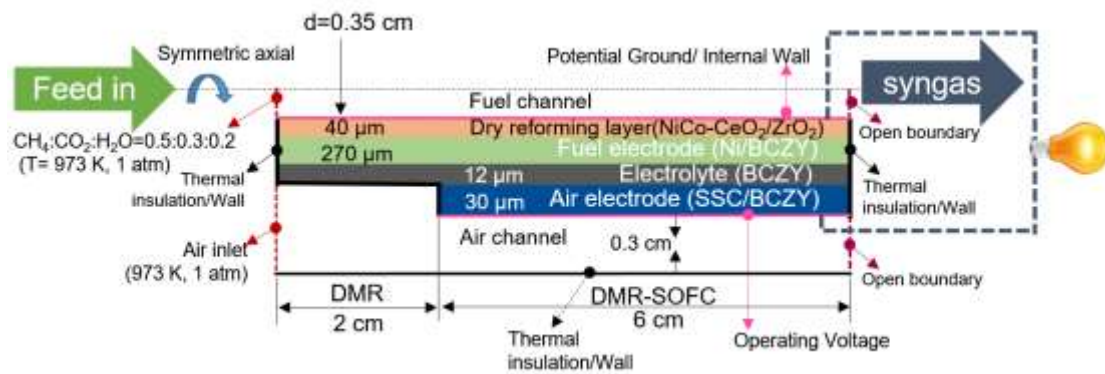 d=0.35 cm
Symmetric axial
Feed in
Potential Ground/ Internal Wall
syngas
Fuel channel
CH₄:CO₂:H₂O=0.5:0.3:0.2
(T= 973 K, 1 atm)
40 µm Dry reforming layer(NiCo-CeO₂/ZrO₂)
270 µm Fuel electrode (Ni/BCZY)
12 µm Electrolyte (BCZY)
30 µm Air electrode (SSC/BCZY)
Open boundary
Thermal
insulation/Wall
Thermal
insulation/Wall
Air inlet
(973 K, 1 atm)
Air channel
0.3 cm
Open boundary
DMR
2 cm
DMR-SOFC
6 cm
Thermal
insulation/Wall
Operating Voltage